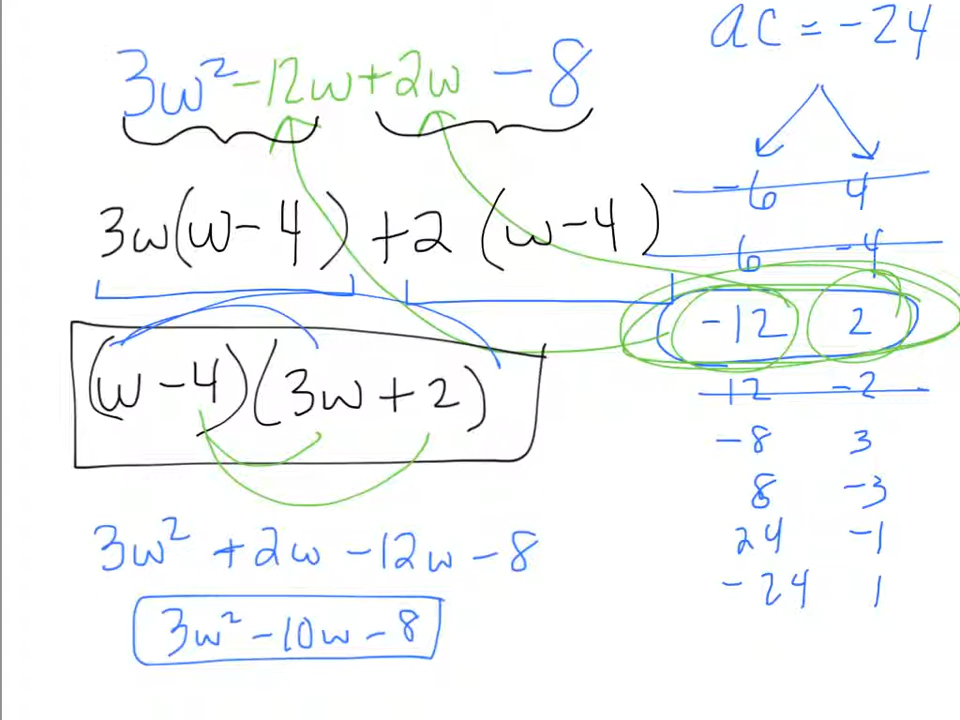 ac = -24
3w² -12w +2w -8
-6 4
3w(w-4) +2 (w-4)
6 -4
-12 2
(w-4)(3w+2)
12 -2
-8 3
8 -3
24 -1
3w² +2w -12w -8
-24 1
3w² -10w -8